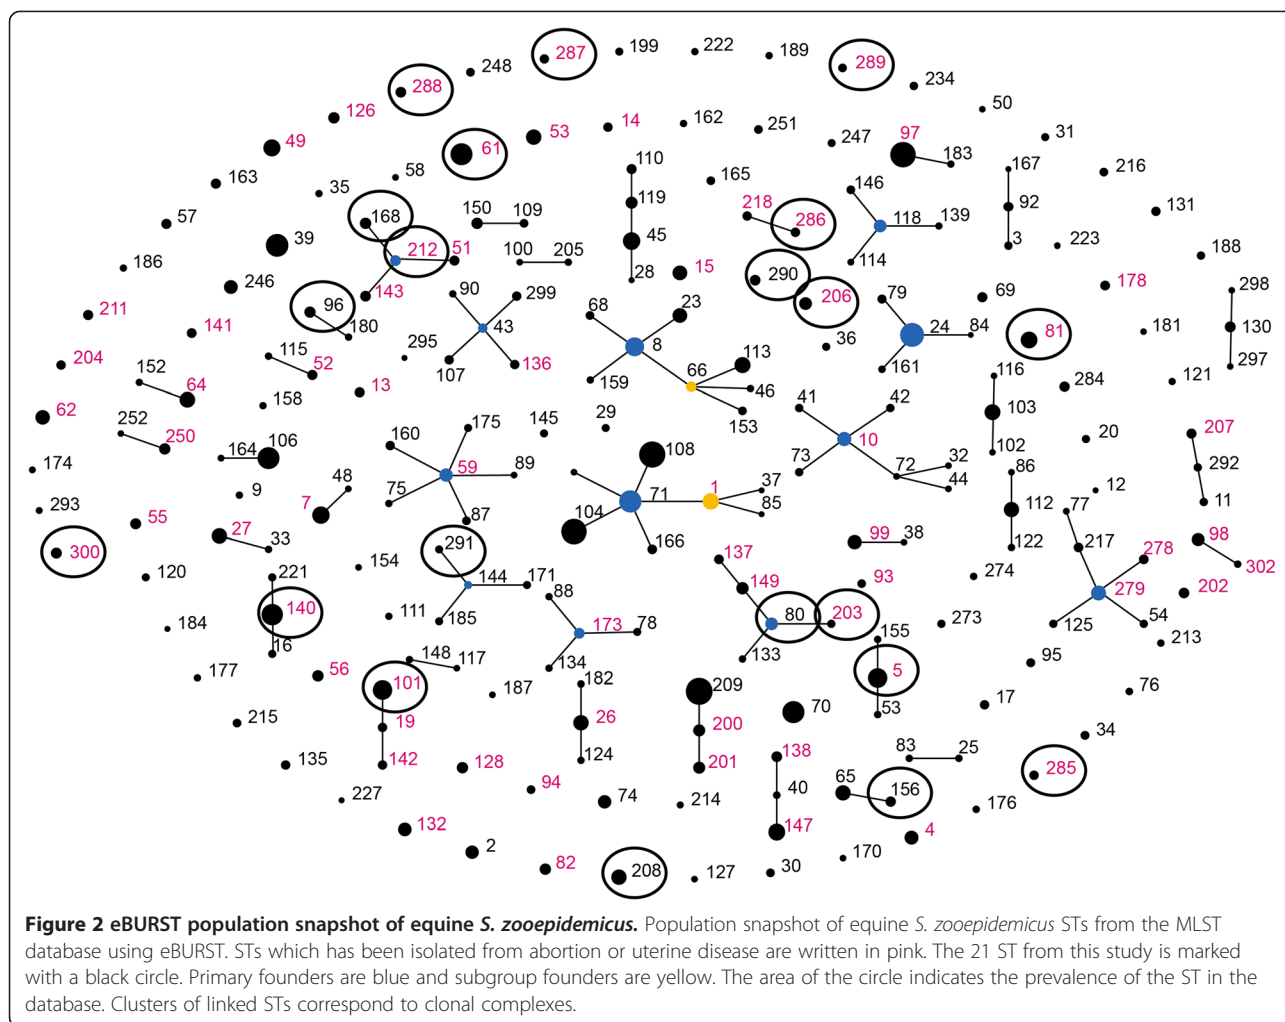 287 199 222 189 289
248 234
288 50
126 53 14 162 251 247 97 31
49 61 110 183 167 216
163 58 165 146
35 119 218 92 131
57 168 150 109 286 118 139
39 212 51 100 205 45 3 223 188
186 28 15 290 114
246 143 90 299 178 298
211 96 68 23 206 79 69
141 180 43 8 36 24 84 81 181 130
204 115 295 113 161 297
152 52 107 136 159 66 46 116 284 121
64 13 153 41 42
62 158 29 103
252 175 145 10 20 207
250 160 102
174 164 106 108 73 32 86 292
59 89 72 44
293 9 48 75 71 1 37 12 11
7 87 104 85 112 77
55 27 166 99 38 122 217 278 98
300 33 291 137
154 93 274 302
120 221 144 171 149 279 202
140 111 185 88 80 203 54
184 173 78 273 125
16 148 133 155 213
177 56 117 134 5 95
101 187 182 209 70 76
215 19 26 200 53 17
135 142 124 138 83 25 34
128 201 285
227 94 74 214 40 65 156 176
132 147 4
2 170
82 208 127 30
Figure 2 eBURST population snapshot of equine S. zooepidemicus. Population snapshot of equine S. zooepidemicus STs from the MLST
database using eBURST. STs which has been isolated from abortion or uterine disease are written in pink. The 21 ST from this study is marked
with a black circle. Primary founders are blue and subgroup founders are yellow. The area of the circle indicates the prevalence of the ST in the
database. Clusters of linked STs correspond to clonal complexes.